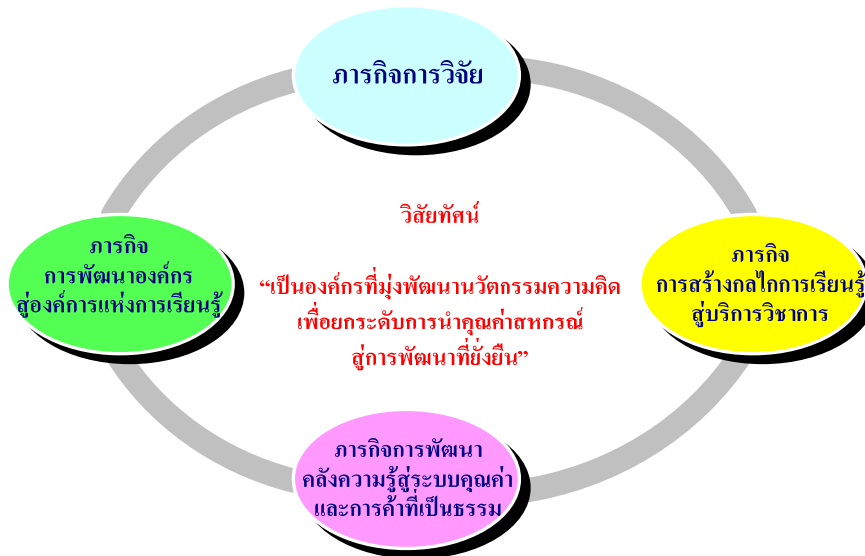 ภารกิจการวิจัย
วิสัยทัศน์
“เป็นองค์กรที่มุ่งพัฒนานวัตกรรมความคิด
เพื่อยกระดับการนำคุณค่าสหกรณ์
สู่การพัฒนาที่ยั่งยืน”
ภารกิจ
การพัฒนาองค์กร
สู่องค์การแห่งการเรียนรู้
ภารกิจ
การสร้างกลไกการเรียนรู้
สู่บริการวิชาการ
ภารกิจการพัฒนา
คลังความรู้สู่ระบบคุณค่า
และการค้าที่เป็นธรรม